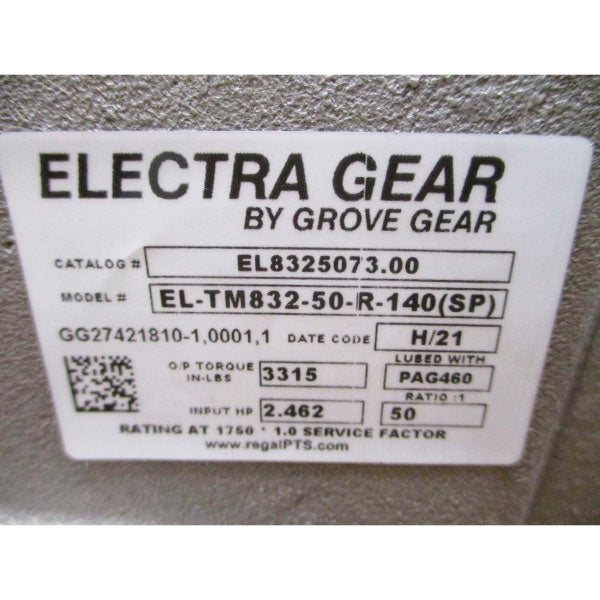 ELECTRA GEAR
BY GROVE GEAR
CATALOG # EL8325073.00
MODEL # EL-TM832-50-R-140(SP)
GG27421810-1,0001,1 DATE CODE H/21
LUBED WITH
O/P TORQUE
IN-LBS 3315 PAG460
RATIO :1
INPUT HP 2.462 50
RATING AT 1750 * 1.0 SERVICE FACTOR
www.regalPTS.com